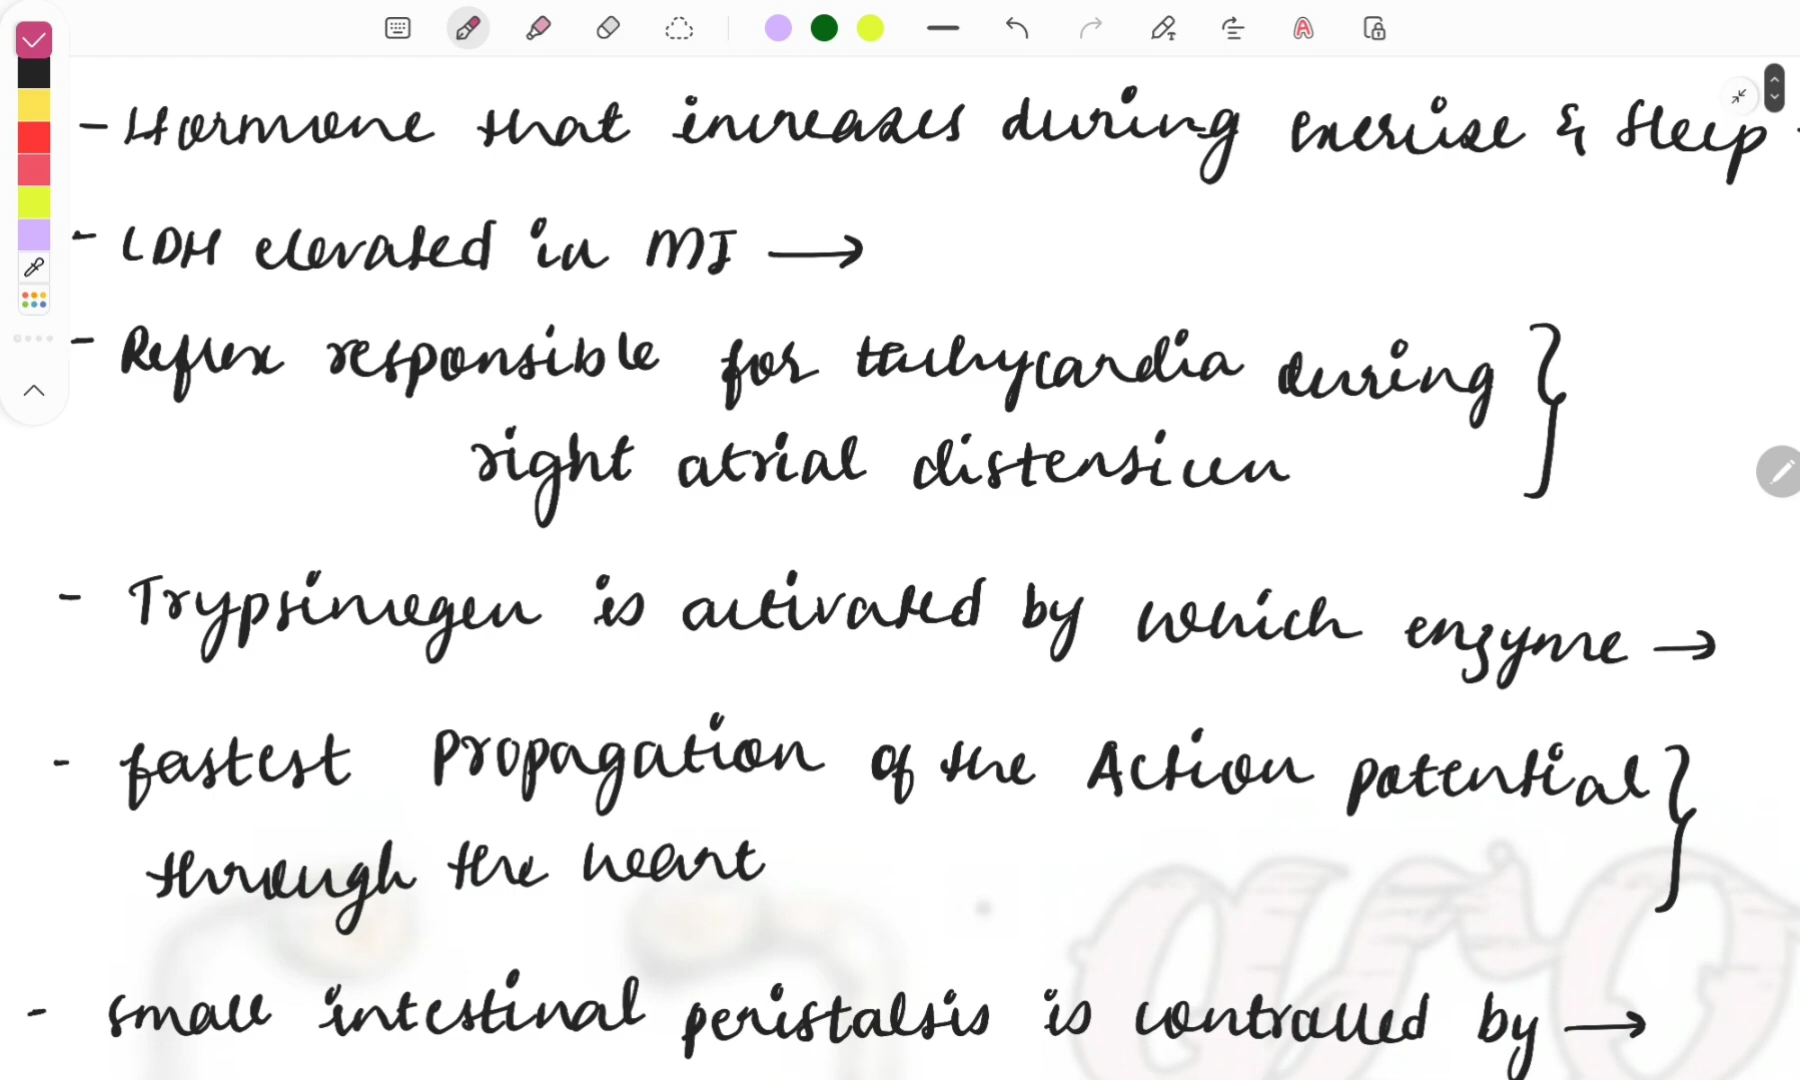 - Hormone that increases during exercise & sleep -
- LDH elevated in MI →
- Reflex responsible for tachycardia during
right atrial distension
- Trypsinogen is activated by which enzyme →
- fastest Propagation of the Action potential
through the heart
- small intestinal peristalsis is controlled by →